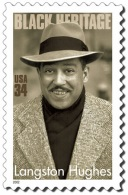 BLACK HERITAGE
USA
34
Langston Hughes